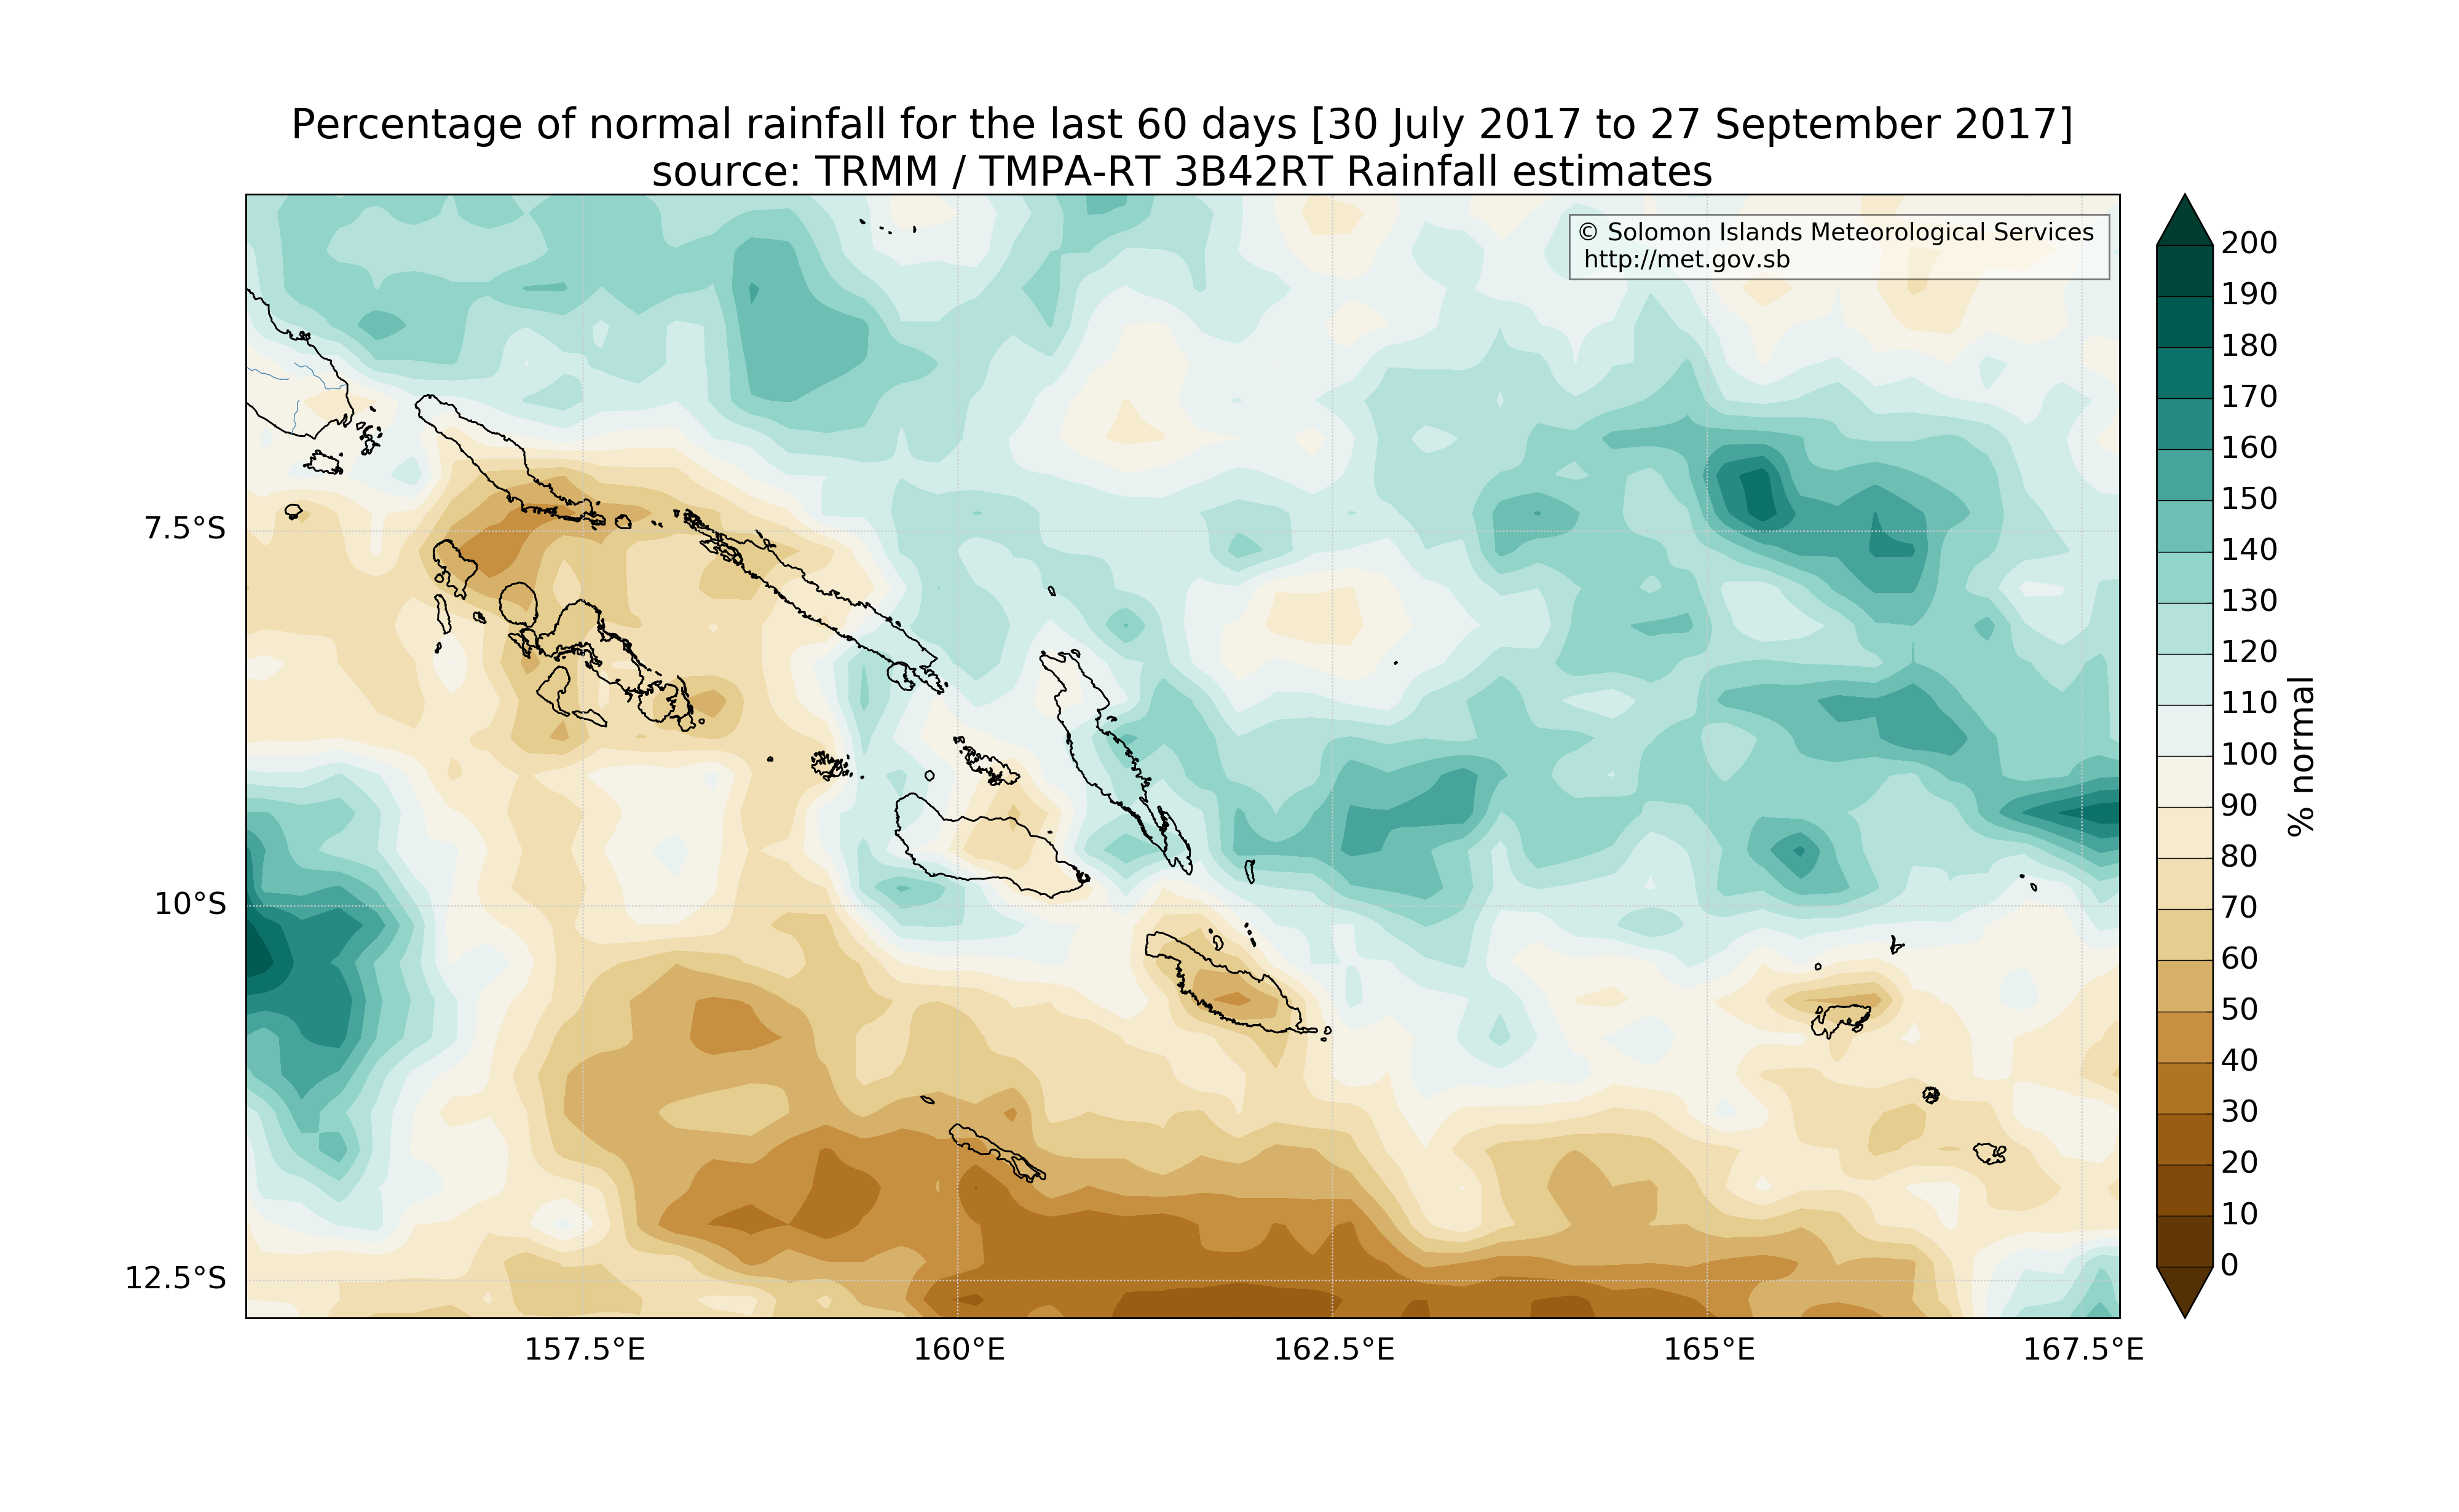 Percentage of normal rainfall for the last 60 days [30 July 2017 to 27 September 2017]
source: TRMM / TMPA-RT 3B42RT Rainfall estimates
© Solomon Islands Meteorological Services
http://met.gov.sb
7.5°S
10°S
12.5°S
157.5°E
160°E
162.5°E
165°E
167.5°E
200
190
180
170
160
150
140
130
120
110
100
90
80
70
60
50
40
30
20
10
0
% normal